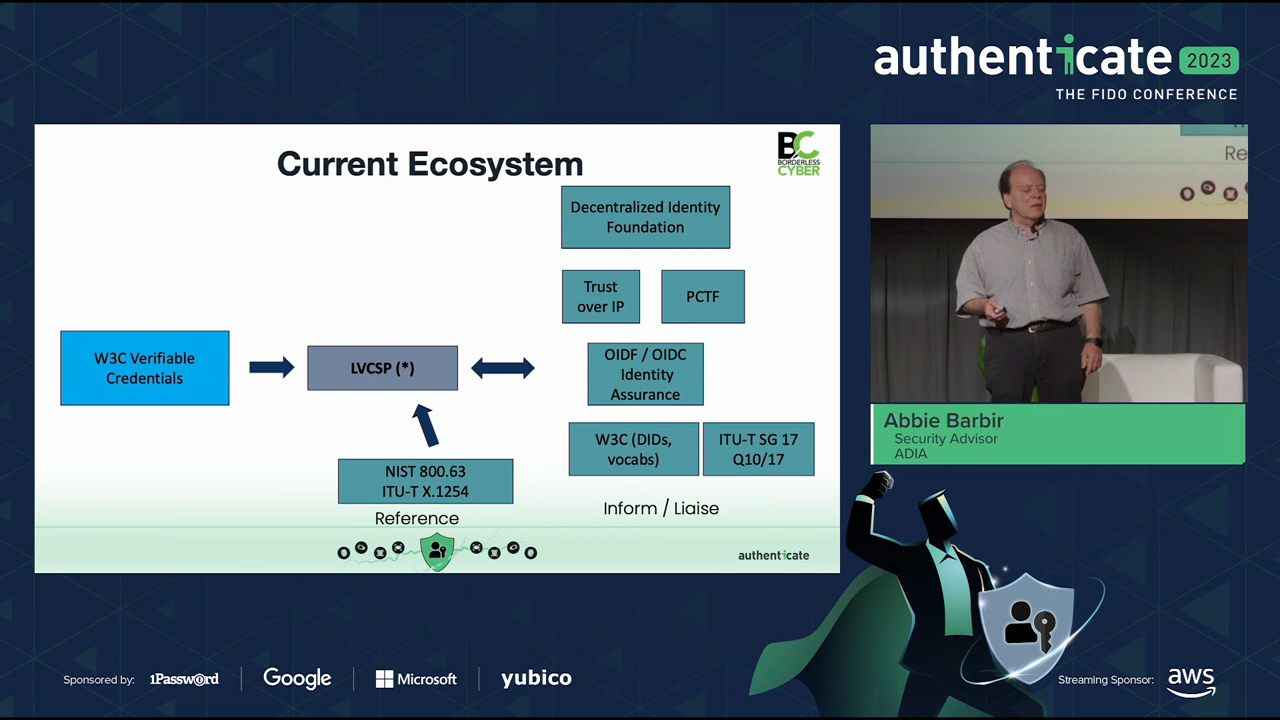 authenticate 2023
THE FIDO CONFERENCE
Current Ecosystem
BC
BORDERLESS
CYBER
Decentralized Identity
Foundation
Trust
over IP
PCTF
W3C Verifiable
Credentials
LVCSP (*)
OIDF / OIDC
Identity
Assurance
W3C (DIDs,
vocabs)
ITU-T SG 17
Q10/17
NIST 800.63
ITU-T X.1254
Reference
Inform / Liaise
authenticate
Re
Abbie Barbir
Security Advisor
ADIA
Sponsored by:
1Password
Google
Microsoft
yubico
Streaming Sponsor:
aws